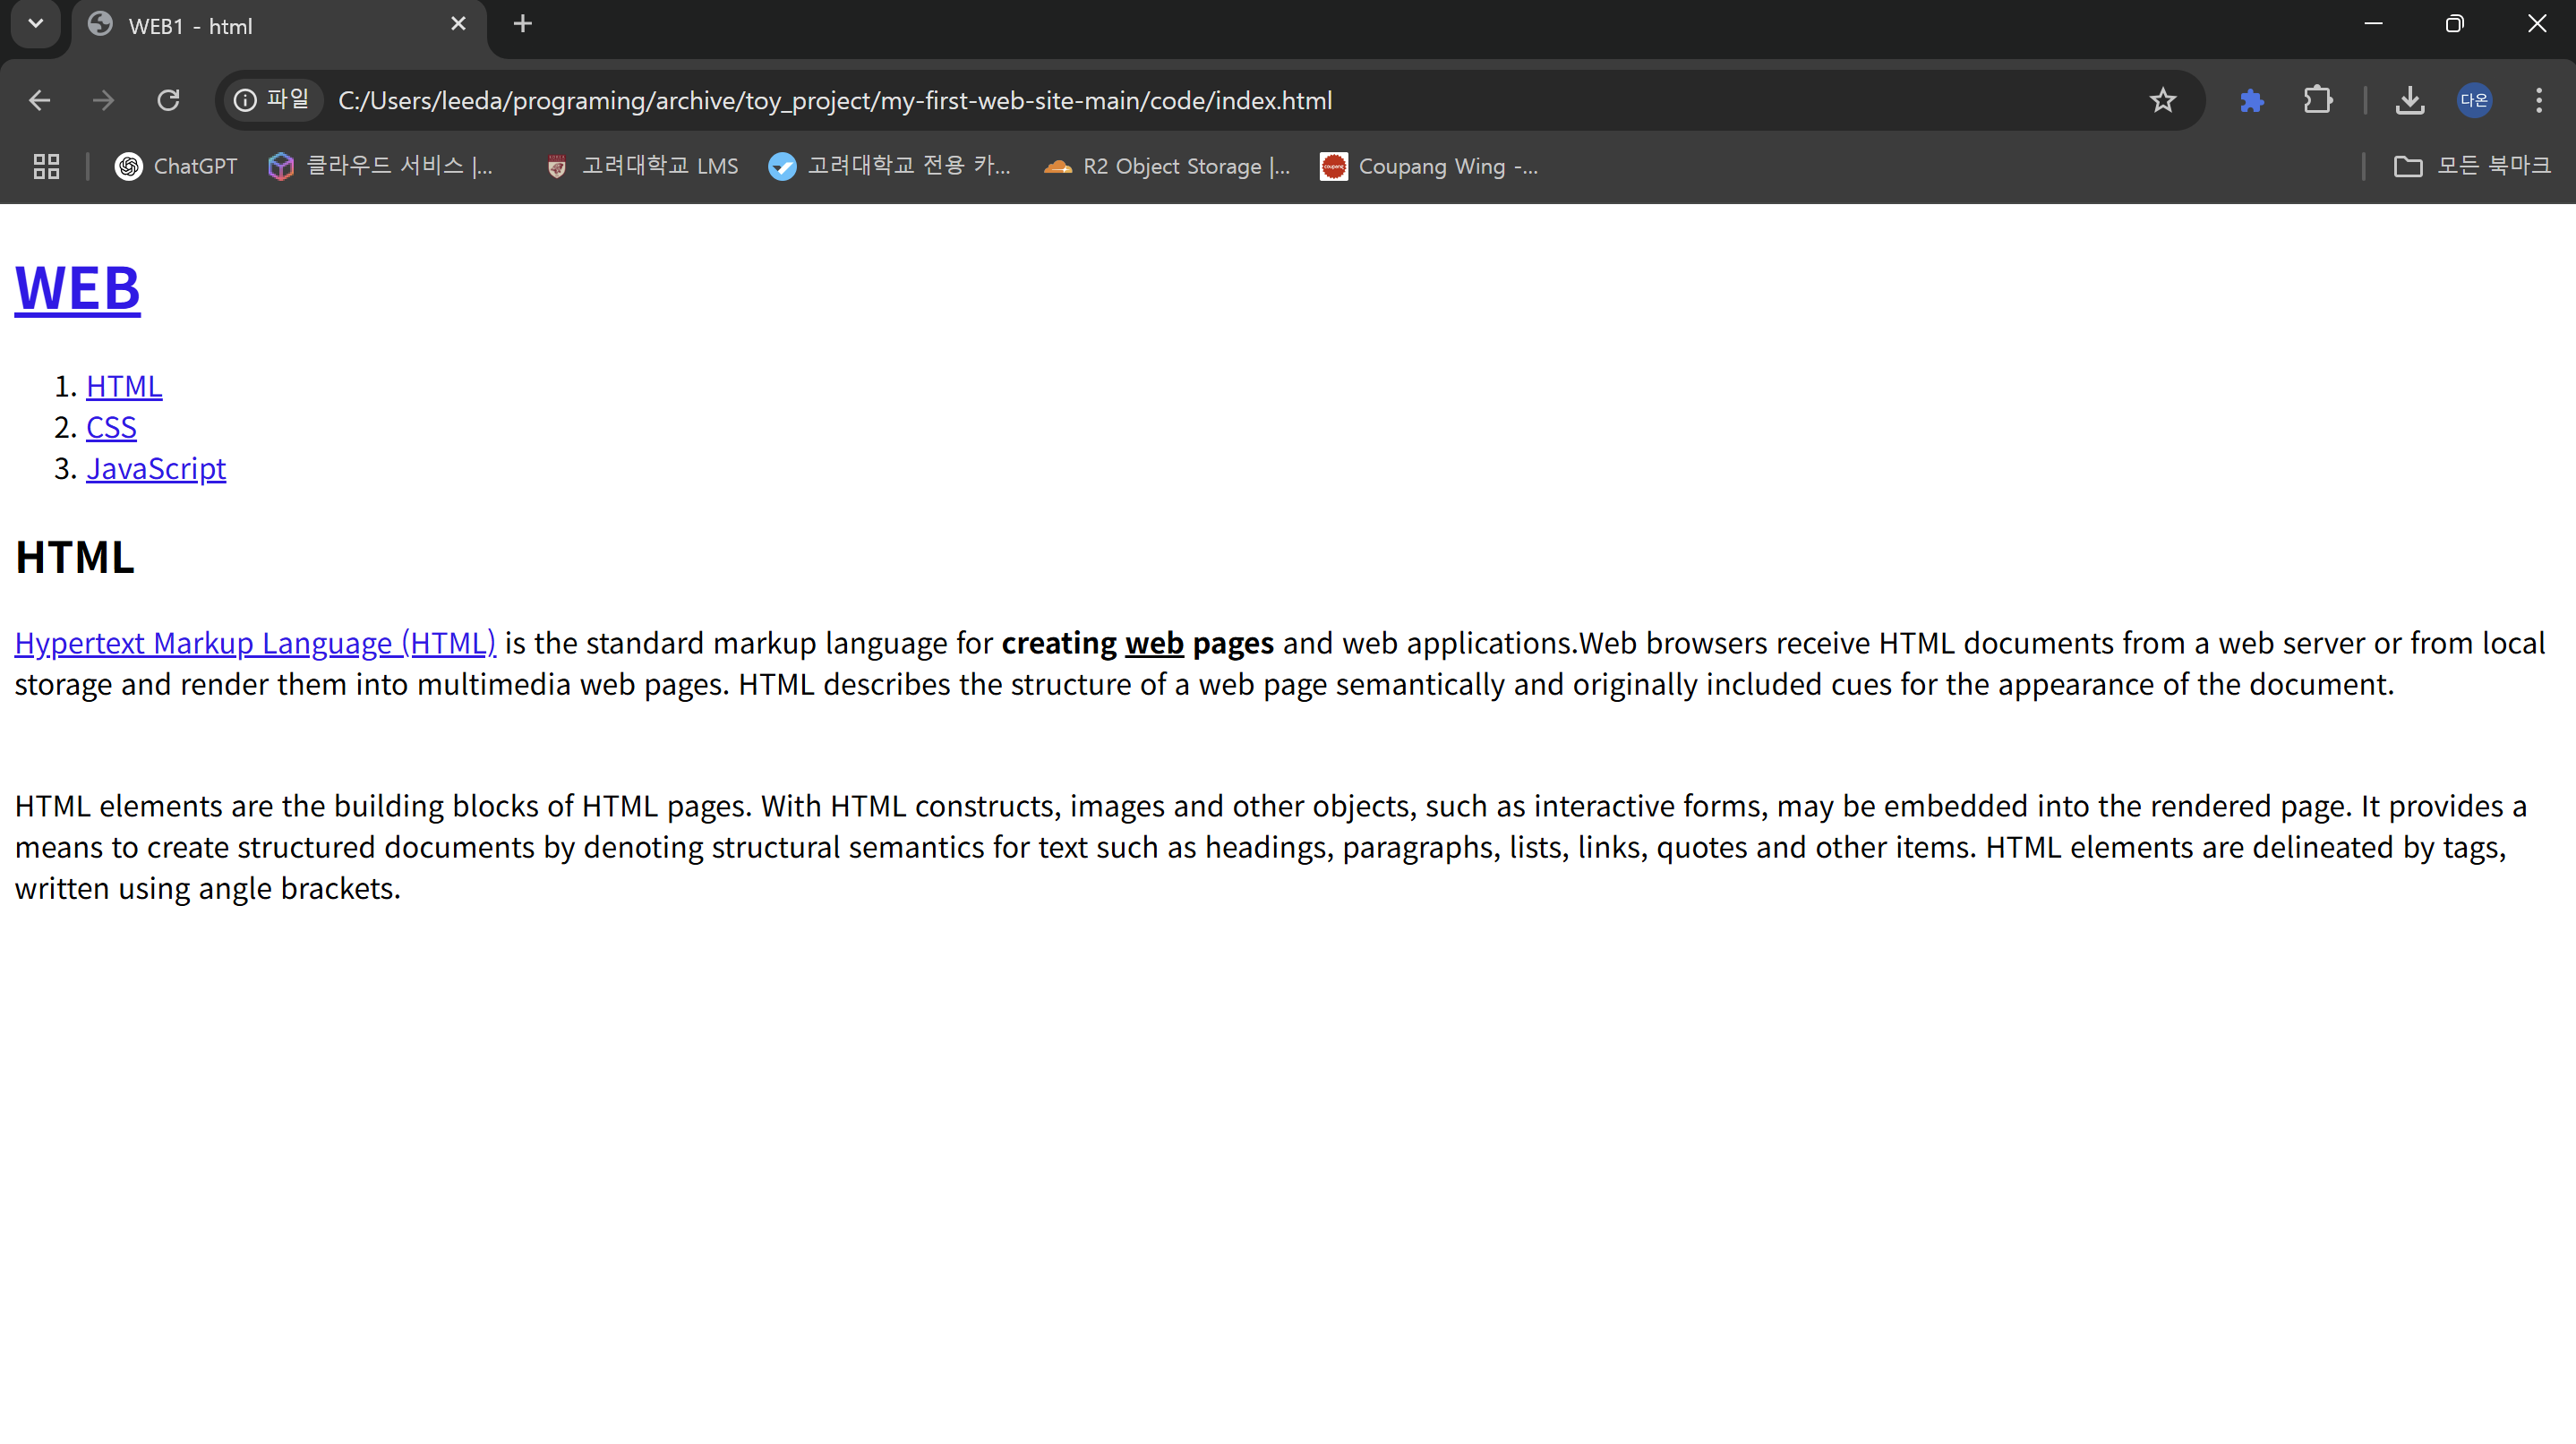 WEB1 - html
파일 C:/Users/leeda/programing/archive/toy_project/my-first-web-site-main/code/index.html 다온
ChatGPT 클라우드 서비스 |... 고려대학교 LMS 고려대학교 전용 카... R2 Object Storage |... coupang Coupang Wing -... 모든 북마크
WEB
1. HTML
2. CSS
3. JavaScript
HTML
Hypertext Markup Language (HTML) is the standard markup language for creating web pages and web applications.Web browsers receive HTML documents from a web server or from local
storage and render them into multimedia web pages. HTML describes the structure of a web page semantically and originally included cues for the appearance of the document.
HTML elements are the building blocks of HTML pages. With HTML constructs, images and other objects, such as interactive forms, may be embedded into the rendered page. It provides a
means to create structured documents by denoting structural semantics for text such as headings, paragraphs, lists, links, quotes and other items. HTML elements are delineated by tags,
written using angle brackets.